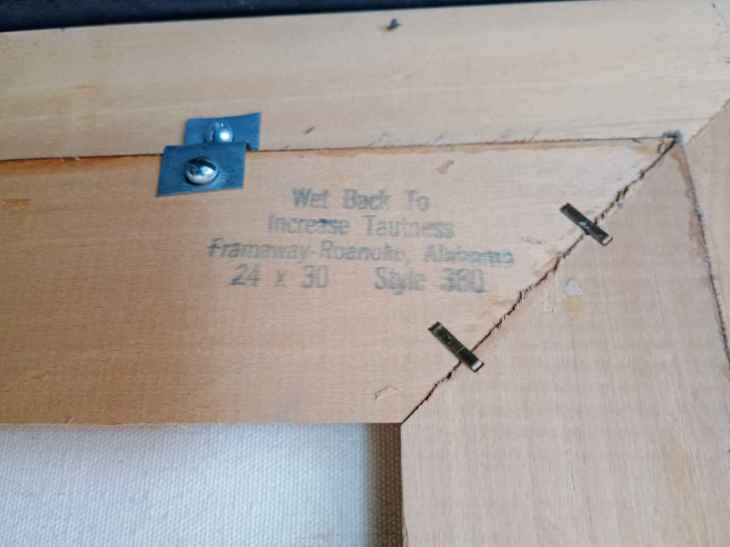 Wet Back To
Increase Tautness
Framaway-Roanoke, Alabama
24 x 30 Style 380